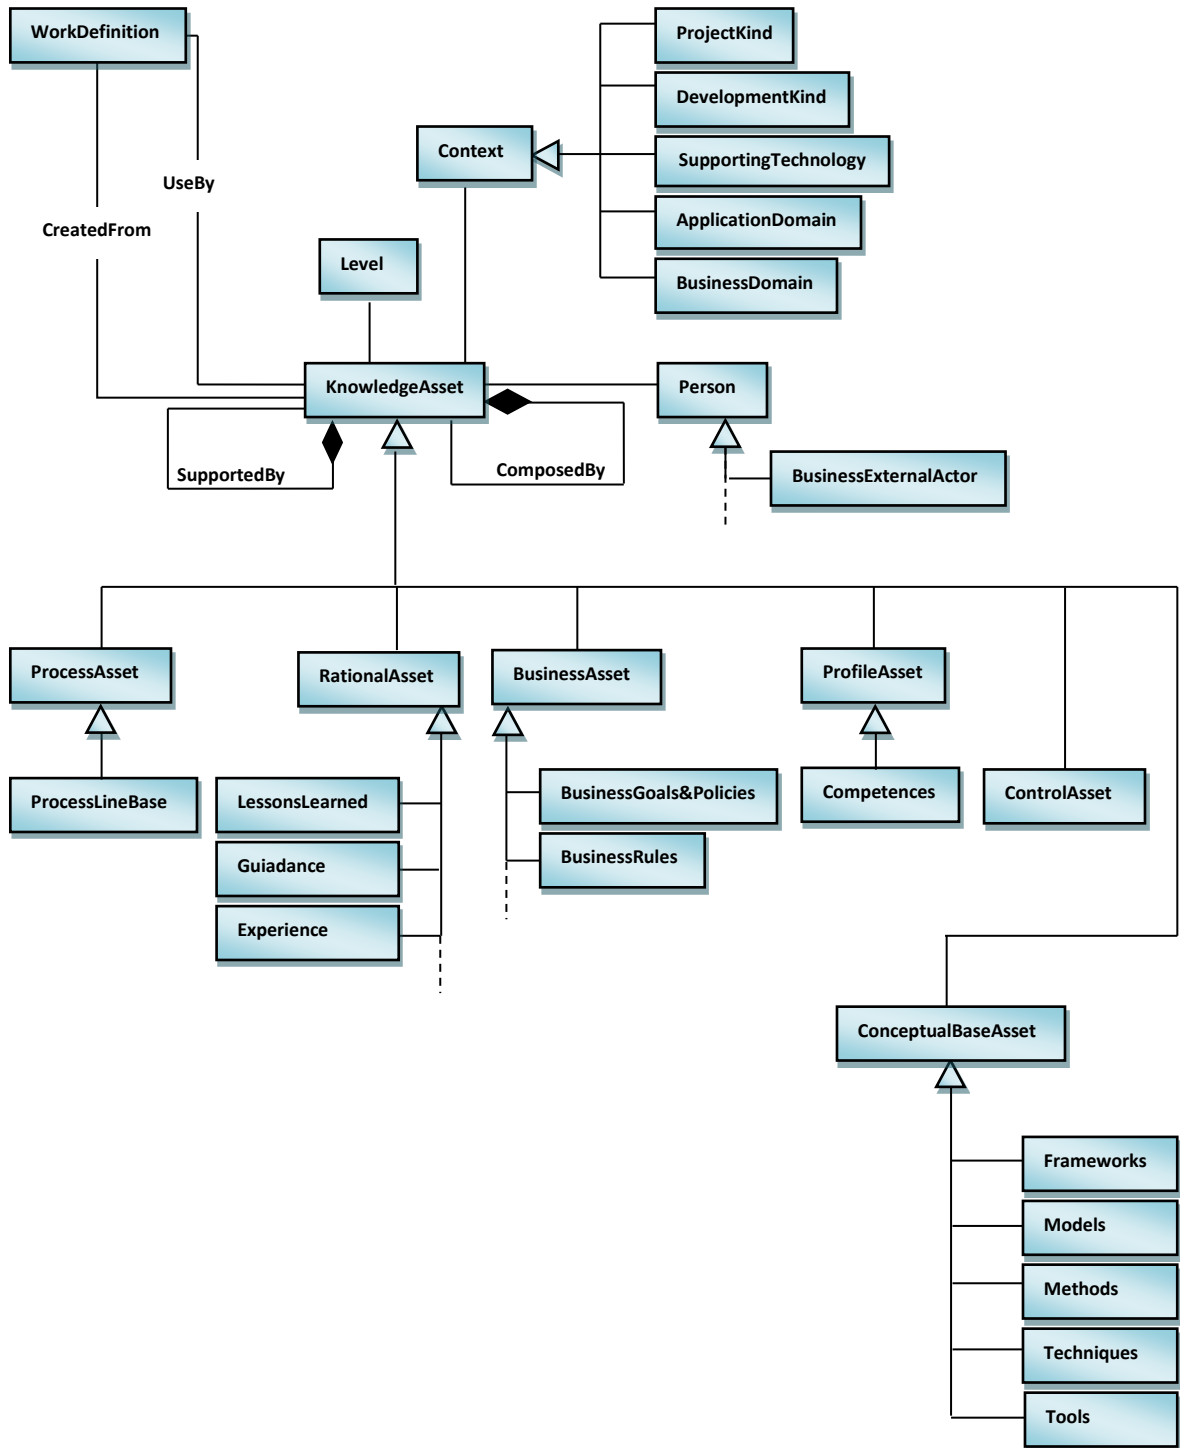 WorkDefinition
ProjectKind
DevelopmentKind
Context
SupportingTechnology
UseBy
ApplicationDomain
CreatedFrom
Level
BusinessDomain
KnowledgeAsset
Person
SupportedBy
ComposedBy
BusinessExternalActor
ProcessAsset
RationalAsset
BusinessAsset
ProfileAsset
ProcessLineBase
LessonsLearned
BusinessGoals&Policies
Competences
ControlAsset
Guiadance
BusinessRules
Experience
ConceptualBaseAsset
Frameworks
Models
Methods
Techniques
Tools